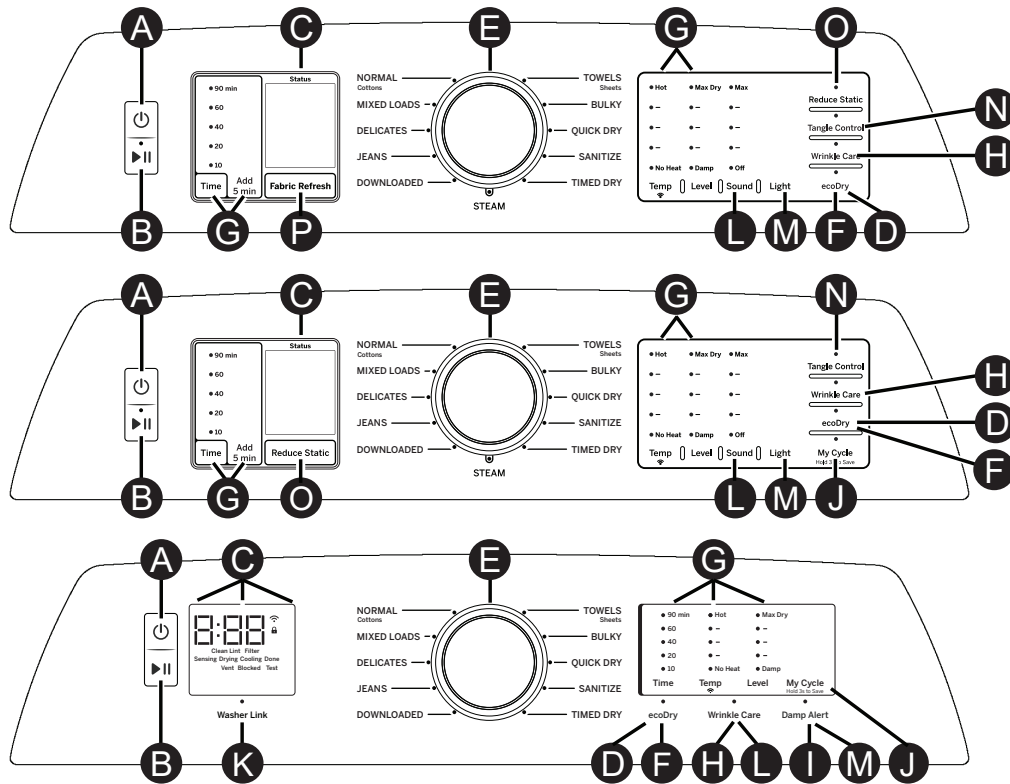 A C E G O
Status
90 min
60
40
20
10
Time Add
5 min
Fabric Refresh
NORMAL
Cottons
MIXED LOADS
DELICATES
JEANS
DOWNLOADED
STEAM
TOWELS
Sheets
BULKY
QUICK DRY
SANITIZE
TIMED DRY
Hot Max Dry Max
- - -
- - -
- - -
No Heat Damp Off
Temp Level Sound Light
Reduce Static
Tangle Control
Wrinkle Care
ecoDry
N
H
B G P L M F D
A C E G N
Status
90 min
60
40
20
10
Time Add
5 min
Reduce Static
NORMAL
Cottons
MIXED LOADS
DELICATES
JEANS
DOWNLOADED
STEAM
TOWELS
Sheets
BULKY
QUICK DRY
SANITIZE
TIMED DRY
Hot Max Dry Max
- - -
- - -
- - -
No Heat Damp Off
Temp Level Sound Light
Tangle Control
Wrinkle Care
ecoDry
My Cycle
Hold 3s to Save
H
D
F
B G O L M J
A C E G
8:88
Clean Lint Filter
Sensing Drying Cooling Done
Vent Blocked Test
Washer Link
NORMAL
Cottons
MIXED LOADS
DELICATES
JEANS
DOWNLOADED
TOWELS
Sheets
BULKY
QUICK DRY
SANITIZE
TIMED DRY
90 min Hot Max Dry
60 - -
40 - -
20 - -
10 No Heat Damp
Time Temp Level My Cycle
Hold 3s to Save
ecoDry Wrinkle Care Damp Alert
B K D F H L I M J